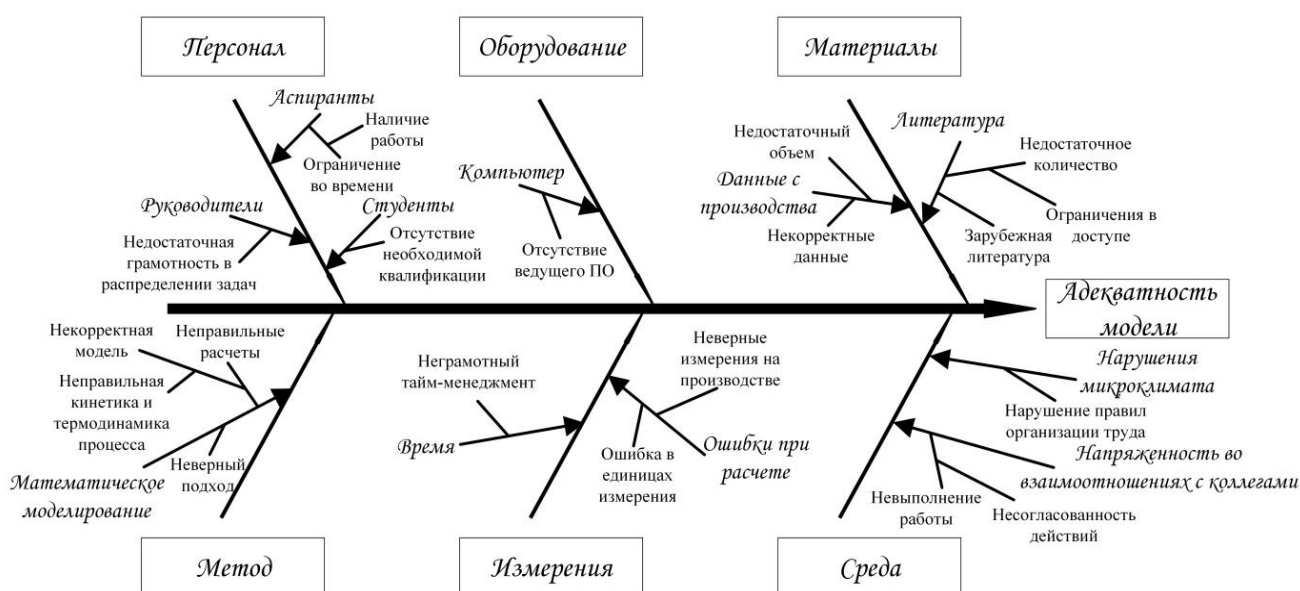 Персонал
Оборудование
Материалы
Аспиранты
Наличие
работы
Ограничение
во времени
Руководители
Недостаточная
грамотность в
распределении задач
Студенты
Отсутствие
необходимой
квалификации
Компьютер
Отсутствие
ведущего ПО
Недостаточный
объем
Данные с
производства
Некорректные
данные
Литература
Недостаточное
количество
Ограничения в
доступе
Зарубежная
литература
Адекватность
модели
Некорректная
модель
Неправильные
расчеты
Неправильная
кинетика и
термодинамика
процесса
Неверный
подход
Математическое
моделирование
Неграмотный
тайм-менеджмент
Время
Неверные
измерения на
производстве
Ошибка в
единицах
измерения
Ошибки при
расчете
Нарушения
микроклимата
Нарушение правил
организации труда
Напряженность во
взаимоотношениях с коллегами
Невыполнение
работы
Несогласованность
действий
Метод
Измерения
Среда